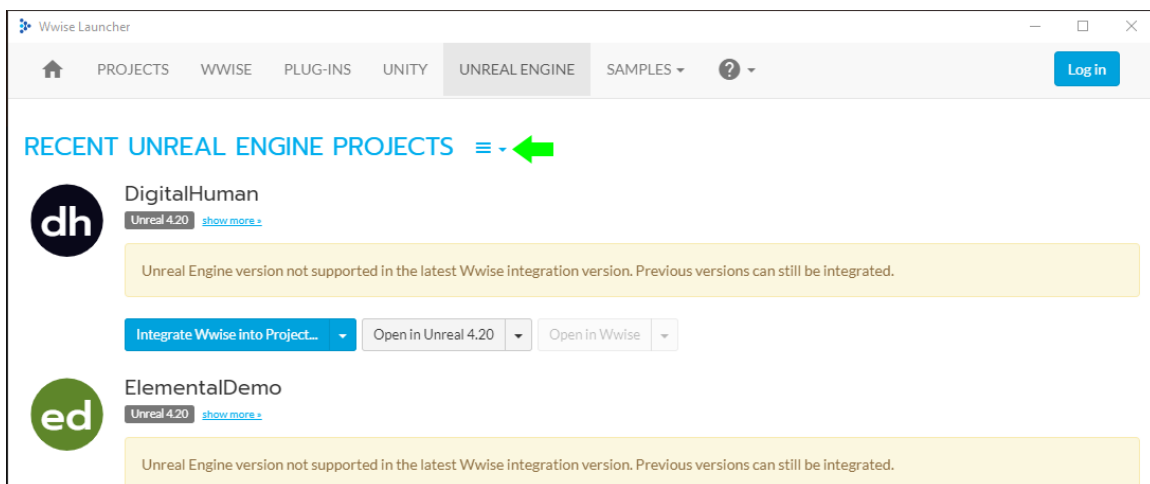 Wwise Launcher
PROJECTS WWISE PLUG-INS UNITY UNREAL ENGINE SAMPLES ? Log in
RECENT UNREAL ENGINE PROJECTS
dh
DigitalHuman
Unreal 4.20 show more »
Unreal Engine version not supported in the latest Wwise integration version. Previous versions can still be integrated.
Integrate Wwise into Project... Open in Unreal 4.20 Open in Wwise
ed
ElementalDemo
Unreal 4.20 show more »
Unreal Engine version not supported in the latest Wwise integration version. Previous versions can still be integrated.